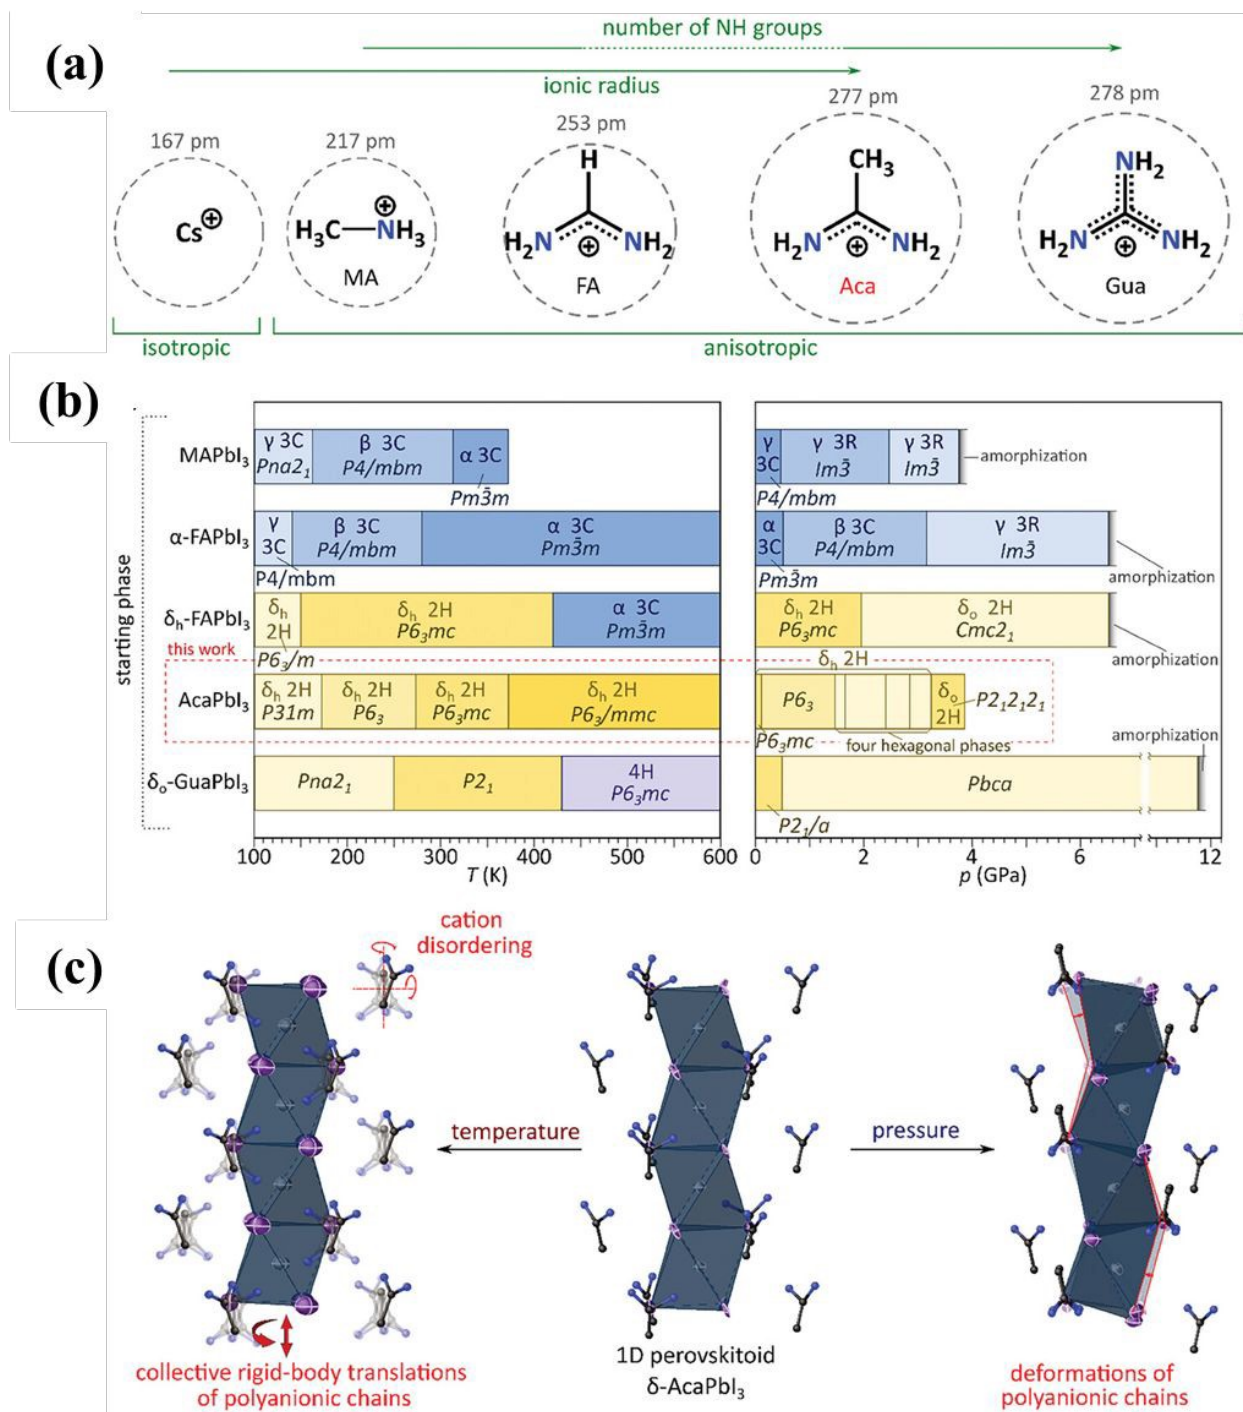 (a)
number of NH groups
ionic radius
167 pm
217 pm
253 pm
277 pm
278 pm
Cs⊕
H₃C—NH₃
⊕
MA
H
H₂N NH₂
⊕
FA
CH₃
H₂N NH₂
⊕
Aca
NH₂
H₂N NH₂
⊕
Gua
isotropic
anisotropic
(b)
starting phase
MAPbI₃
γ 3C
Pna2₁
β 3C
P4/mbm
α 3C
Pm3̄m
γ
3C
P4/mbm
γ 3R
Im3̄
γ 3R
Im3̄
amorphization
α-FAPbI₃
γ
3C
P4/mbm
β 3C
P4/mbm
α 3C
Pm3̄m
α
3C
Pm3̄m
β 3C
P4/mbm
γ 3R
Im3̄
amorphization
δₕ-FAPbI₃
δₕ
2H
P6₃/m
δₕ 2H
P6₃mc
α 3C
Pm3̄m
δₕ 2H
P6₃mc
δₒ 2H
Cmc2₁
amorphization
this work
AcaPbI₃
δₕ 2H
P31m
δₕ 2H
P6₃
δₕ 2H
P6₃mc
δₕ 2H
P6₃/mmc
δₕ 2H
P6₃
P6₃mc
four hexagonal phases
δₒ
2H
P2₁2₁2₁
δₒ-GuaPbI₃
Pna2₁
P2₁
4H
P6₃mc
P2₁/a
Pbca
amorphization
100 200 300 400 500 600
T (K)
0 2 4 6 12
p (GPa)
(c)
cation
disordering
temperature
pressure
collective rigid-body translations
of polyanionic chains
1D perovskitoid
δ-AcaPbI₃
deformations of
polyanionic chains